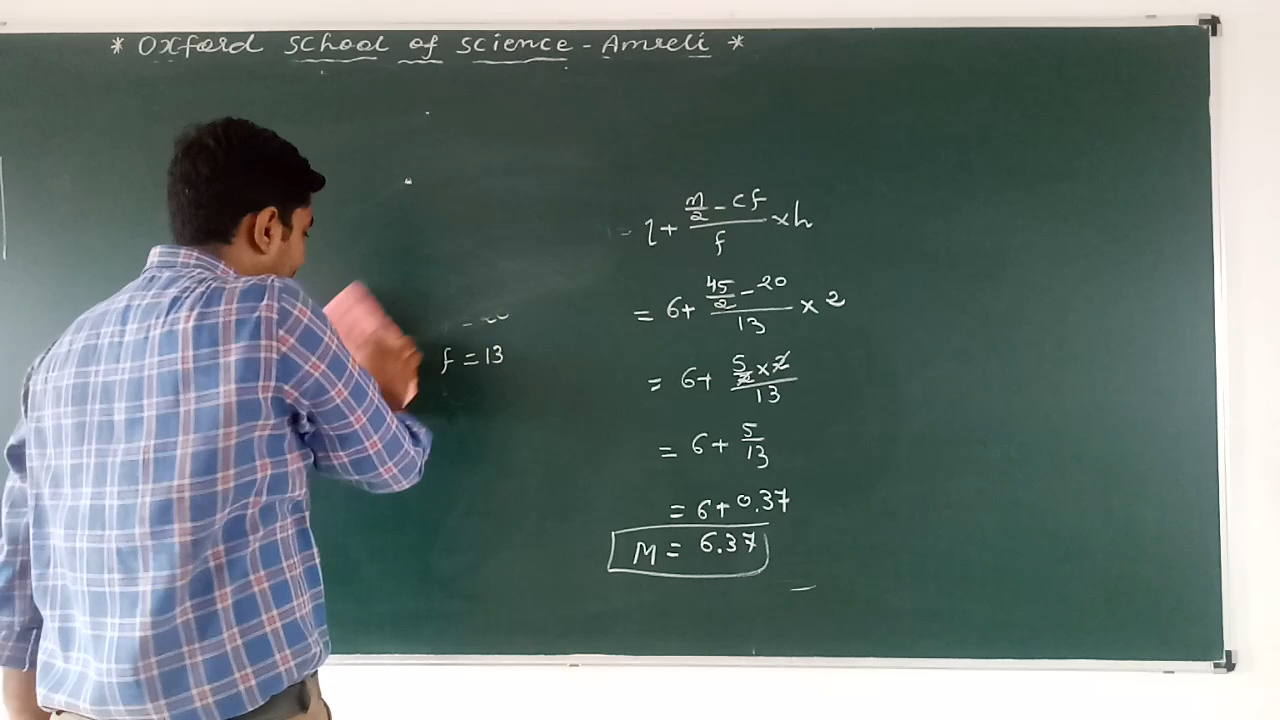 * Oxford School of science - Amreli *
- l + (n/2 - cf)/f × h
= 6 + (45/2 - 20)/13 × 2
f = 13
= 6 + (5/2 × 2)/13
= 6 + 5/13
= 6 + 0.37
M = 6.37